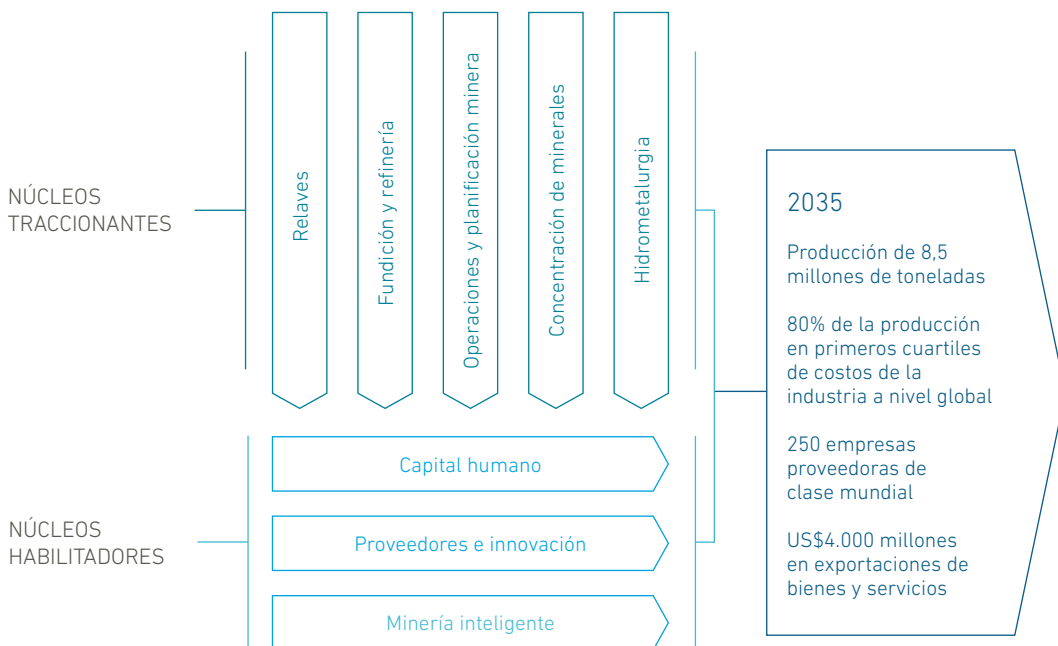 NÚCLEOS
TRACCIONANTES
Relaves
Fundición y refinería
Operaciones y planificación minera
Concentración de minerales
Hidrometalurgia
NÚCLEOS
HABILITADORES
Capital humano
Proveedores e innovación
Minería inteligente
2035
Producción de 8,5
millones de toneladas
80% de la producción
en primeros cuartiles
de costos de la
industria a nivel global
250 empresas
proveedoras de
clase mundial
US$4.000 millones
en exportaciones de
bienes y servicios